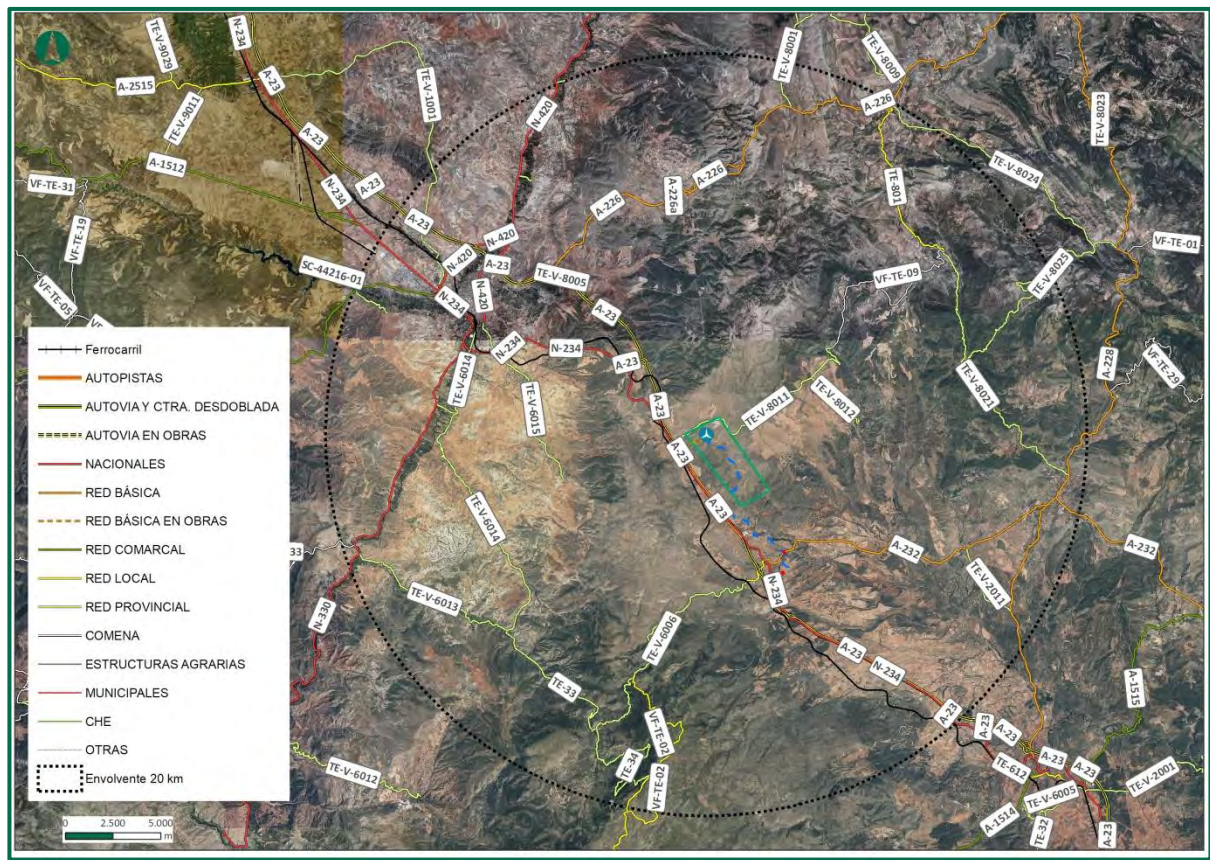 N-234
TE-V-9029
A-23
A-2515
TE-V-9011
TE-V-1001
N-420
TE-V-8001
TE-V-8009
A-226
TE-V-8023
A-23
A-1512
VF-TE-31
N-234
A-23
A-23
A-226
A-226a
A-226
TE-801
TE-V-8024
VF-TE-19
N-420
N-420
A-23
VF-TE-01
SC-44216-01
TE-V-8005
VF-TE-09
TE-V-8025
VF-TE-05
N-234
N-420
A-23
N-234
N-234
A-23
TE-V-6014
A-228
VF-TE-29
TE-V-6015
A-23
TE-V-8011
TE-V-8012
TE-V-8021
A-23
A-23
TE-V-6014
33
A-232
A-232
TE-V-2011
N-330
TE-V-6013
N-234
TE-V-6006
A-23
N-234
TE-33
A-1515
A-23
A-23
A-23
VF-TE-02
TE-34
VF-TE-02
TE-V-6012
A-23
TE-612
A-23
TE-V-2001
TE-V-6005
A-1514
TE-32
A-23
Ferrocarril
AUTOPISTAS
AUTOVIA Y CTRA. DESDOBLADA
AUTOVIA EN OBRAS
NACIONALES
RED BÁSICA
RED BÁSICA EN OBRAS
RED COMARCAL
RED LOCAL
RED PROVINCIAL
COMENA
ESTRUCTURAS AGRARIAS
MUNICIPALES
CHE
OTRAS
Envolvente 20 km
0 2.500 5.000
m